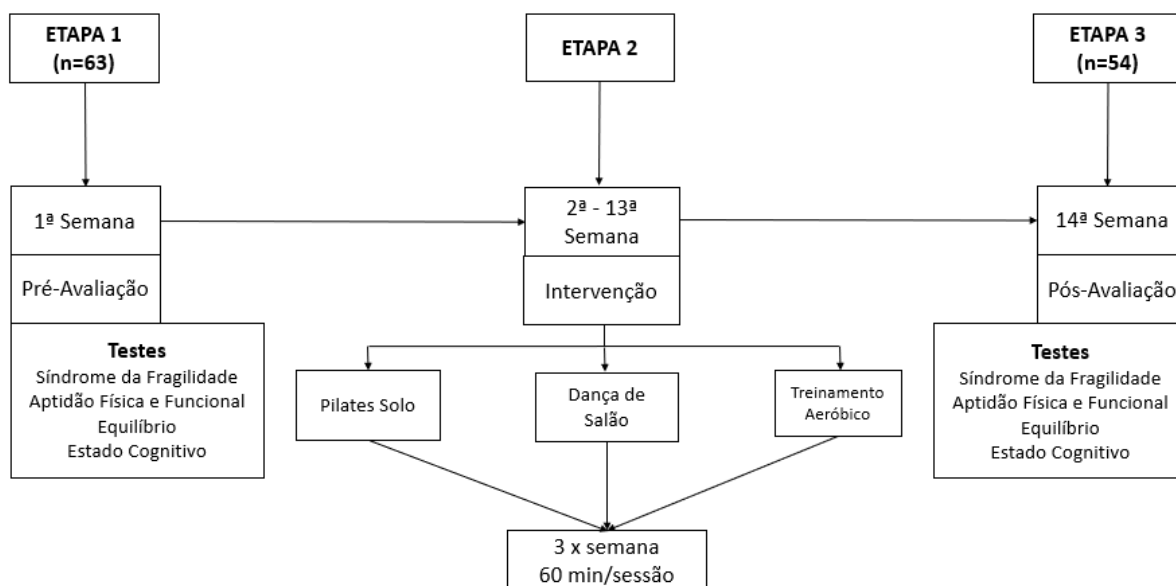 ETAPA 1
(n=63)
ETAPA 2
ETAPA 3
(n=54)
1ª Semana
2ª - 13ª
Semana
14ª Semana
Pré-Avaliação
Intervenção
Pós-Avaliação
Testes
Síndrome da Fragilidade
Aptidão Física e Funcional
Equilíbrio
Estado Cognitivo
Pilates Solo
Dança de
Salão
Treinamento
Aeróbico
Testes
Síndrome da Fragilidade
Aptidão Física e Funcional
Equilíbrio
Estado Cognitivo
3 x semana
60 min/sessão